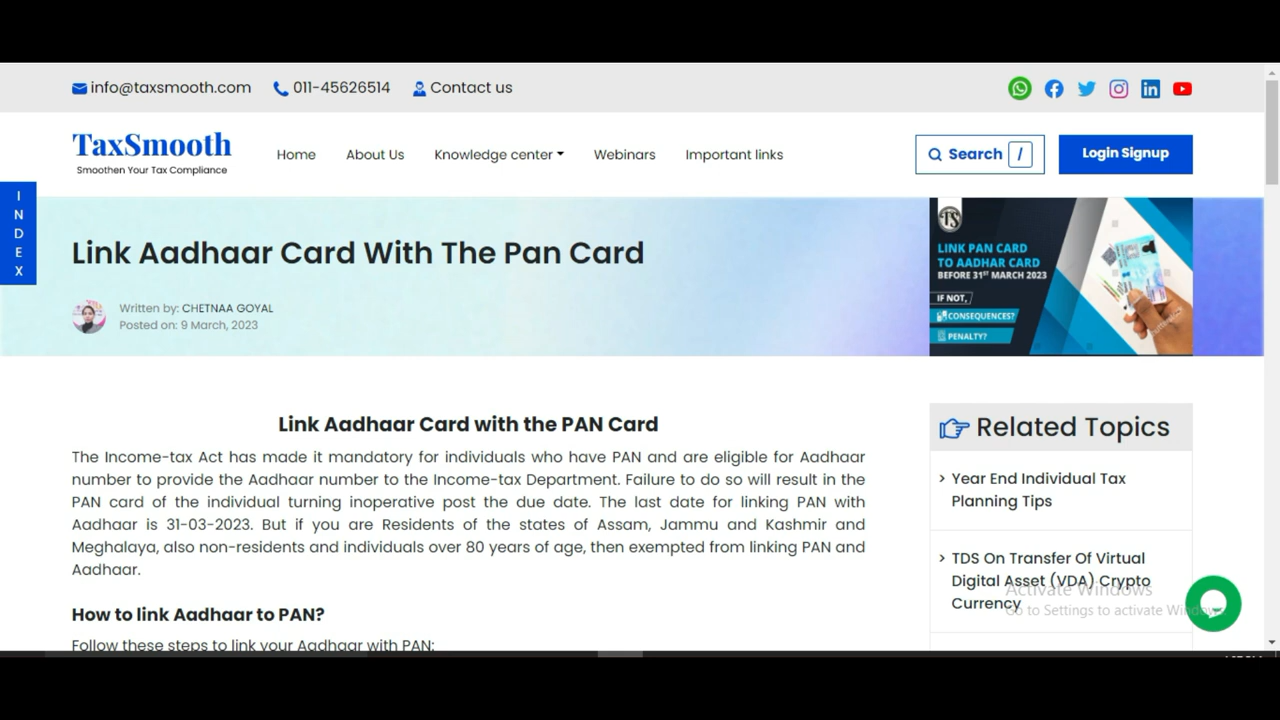 info@taxsmooth.com 011-45626514 Contact us
TaxSmooth
Smoothen Your Tax Compliance
Home About Us Knowledge center Webinars Important links
Search /
Login Signup
INDEX
Link Aadhaar Card With The Pan Card
Written by: CHETNAA GOYAL
Posted on: 9 March, 2023
TS
LINK PAN CARD
TO AADHAR CARD
BEFORE 31ST MARCH 2023
IF NOT,
CONSEQUENCES?
PENALTY?
Link Aadhaar Card with the PAN Card
The Income-tax Act has made it mandatory for individuals who have PAN and are eligible for Aadhaar
number to provide the Aadhaar number to the Income-tax Department. Failure to do so will result in the
PAN card of the individual turning inoperative post the due date. The last date for linking PAN with
Aadhaar is 31-03-2023. But if you are Residents of the states of Assam, Jammu and Kashmir and
Meghalaya, also non-residents and individuals over 80 years of age, then exempted from linking PAN and
Aadhaar.
How to link Aadhaar to PAN?
Follow these steps to link your Aadhaar with PAN:
Related Topics
Year End Individual Tax
Planning Tips
TDS On Transfer Of Virtual
Digital Asset (VDA) Crypto
Currency
Activate Windows
Go to Settings to activate Windows.